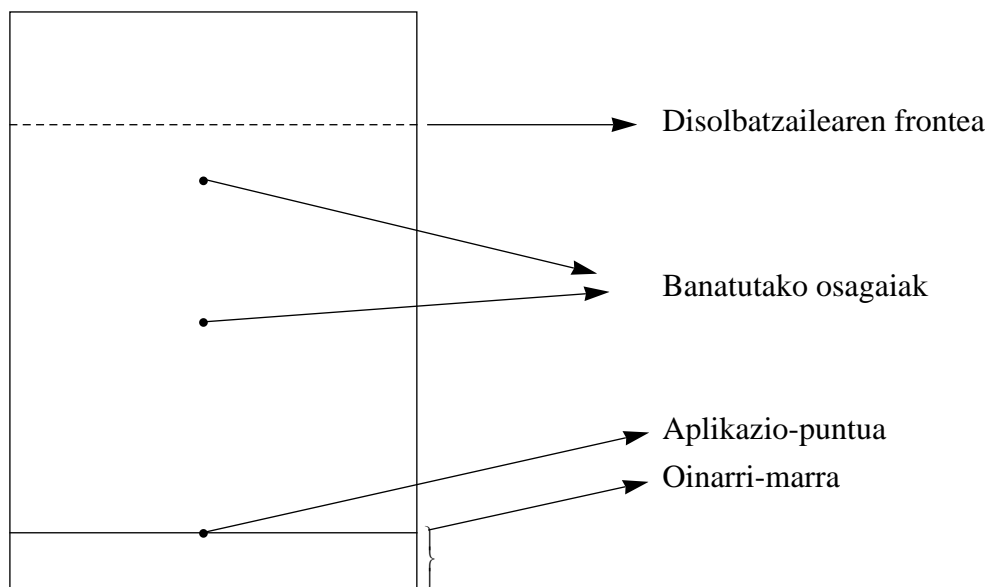 Disolbatzailearen frontea
Banatutako osagaiak
Aplikazio-puntua
Oinarri-marra